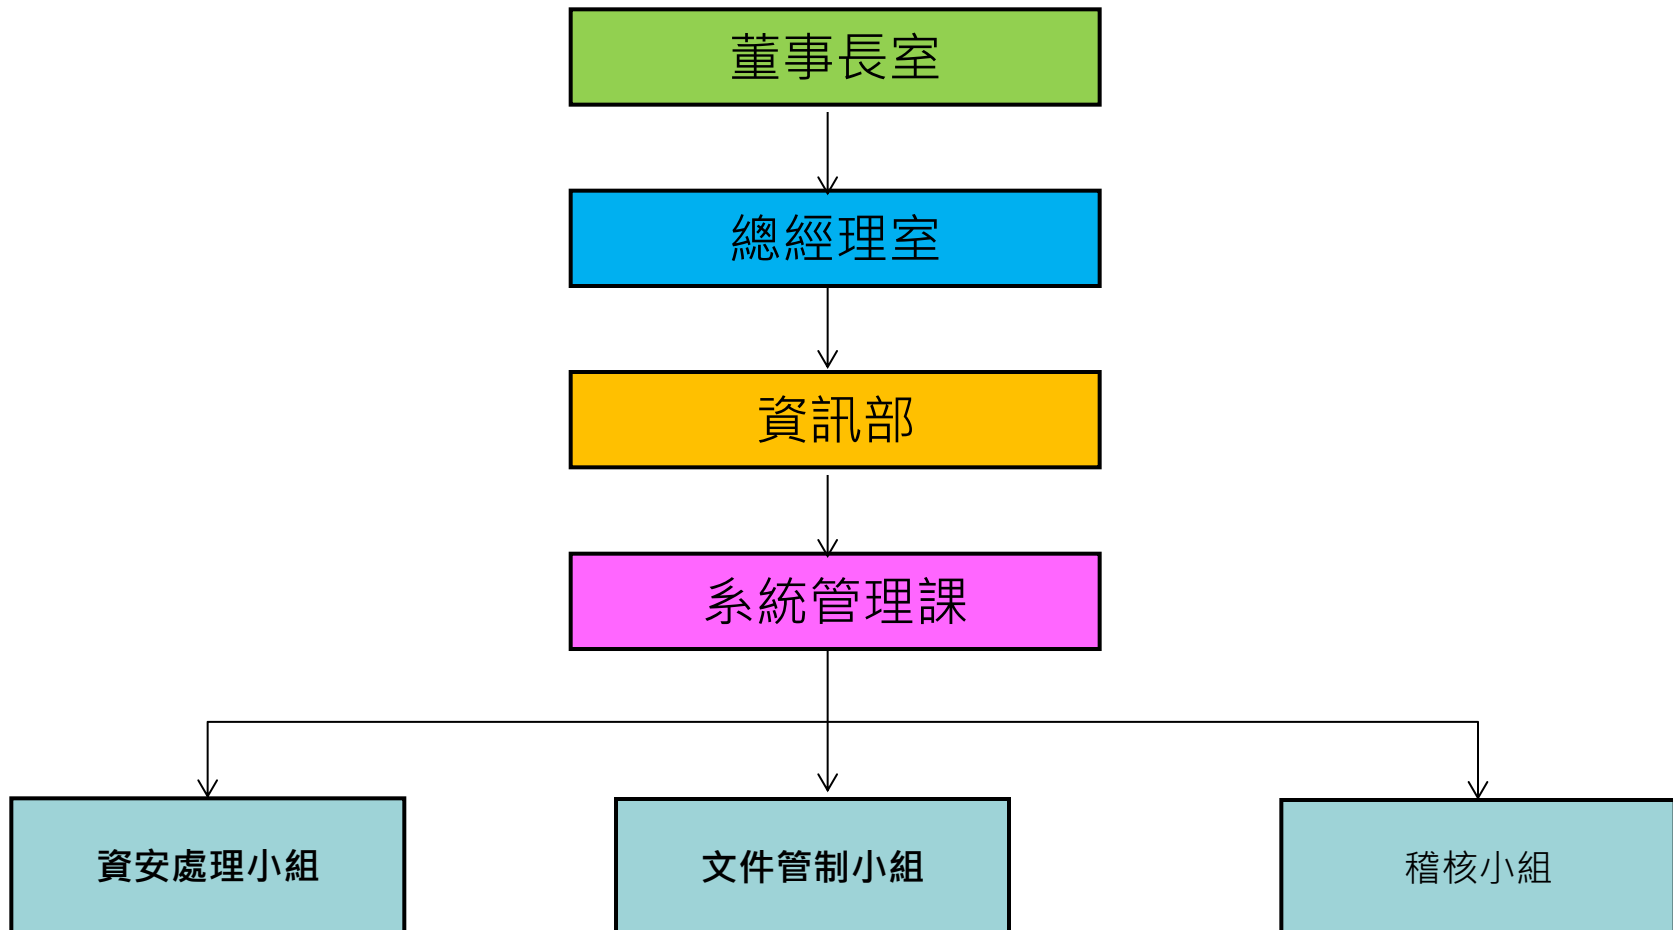 董事長室
總經理室
資訊部
系統管理課
資安處理小組
文件管制小組
稽核小組